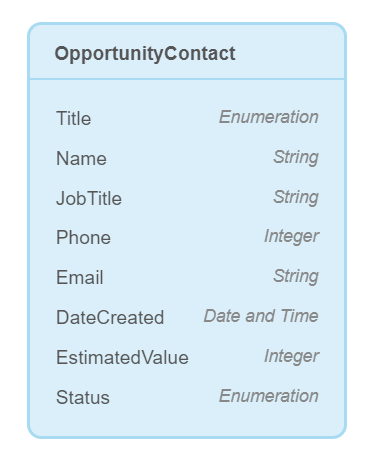 OpportunityContact
Title Enumeration
Name String
JobTitle String
Phone Integer
Email String
DateCreated Date and Time
EstimatedValue Integer
Status Enumeration